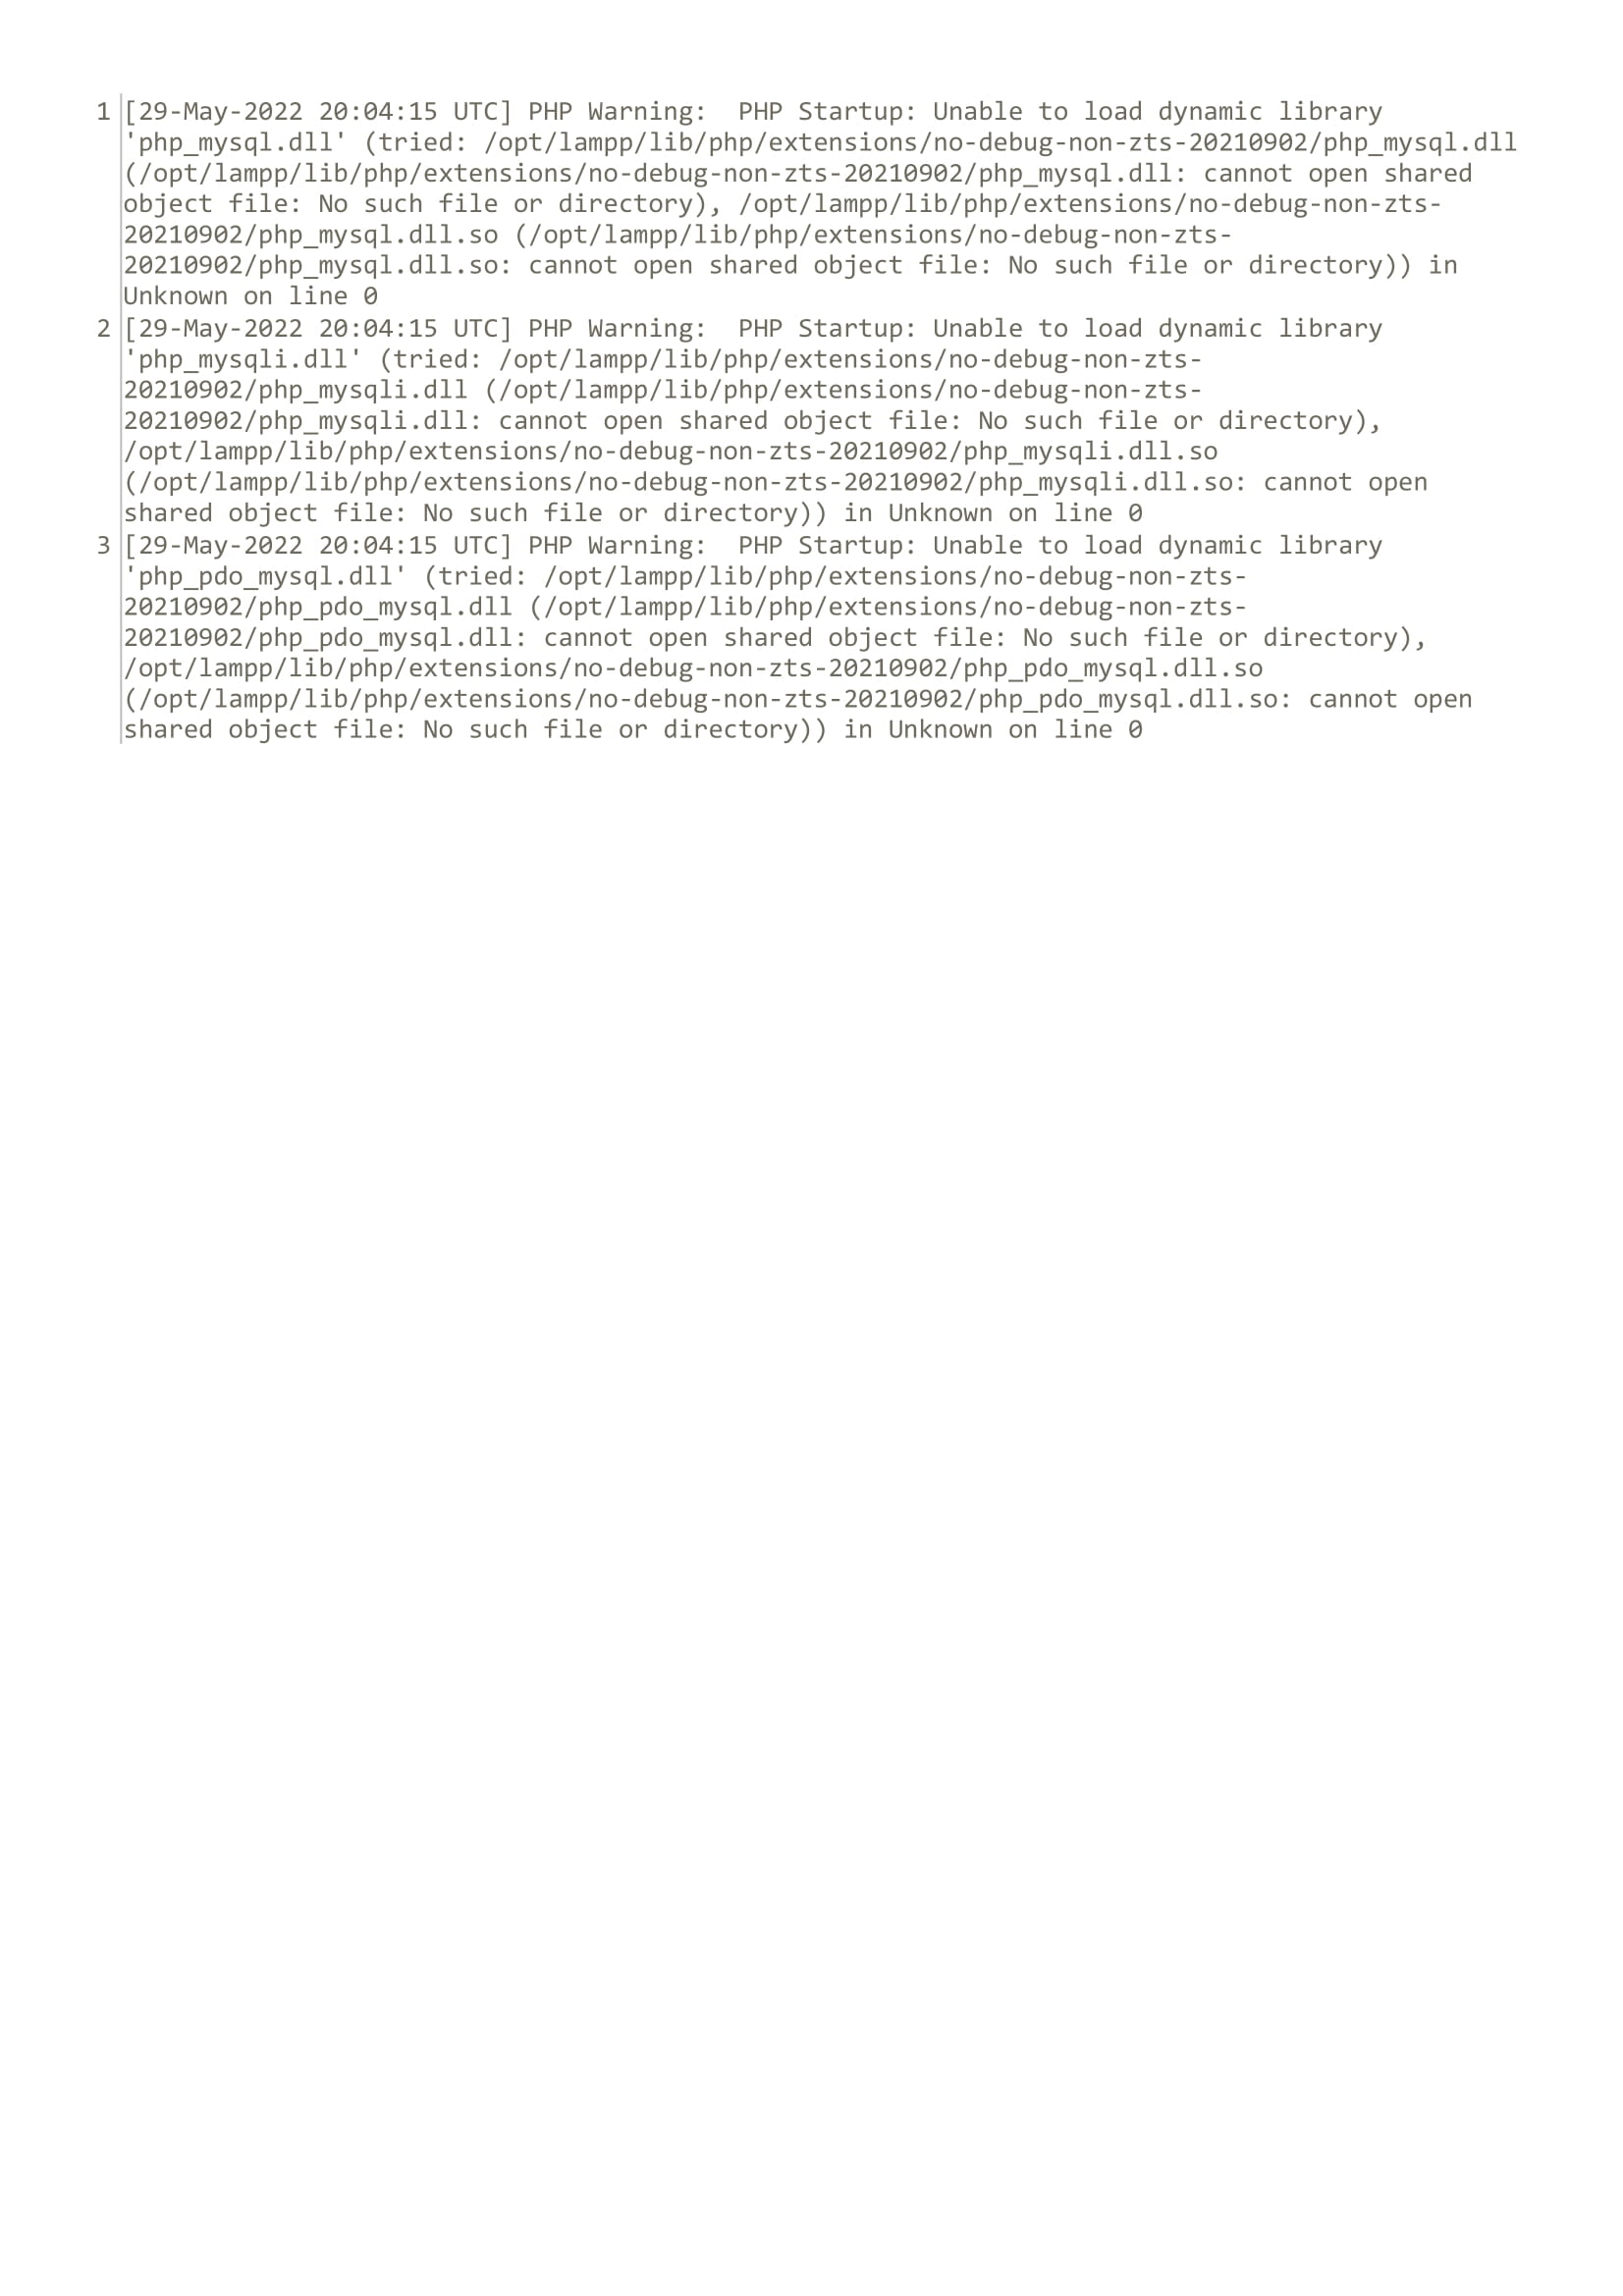 1 [29-May-2022 20:04:15 UTC] PHP Warning:  PHP Startup: Unable to load dynamic library
'php_mysql.dll' (tried: /opt/lampp/lib/php/extensions/no-debug-non-zts-20210902/php_mysql.dll
(/opt/lampp/lib/php/extensions/no-debug-non-zts-20210902/php_mysql.dll: cannot open shared
object file: No such file or directory), /opt/lampp/lib/php/extensions/no-debug-non-zts-
20210902/php_mysql.dll.so (/opt/lampp/lib/php/extensions/no-debug-non-zts-
20210902/php_mysql.dll.so: cannot open shared object file: No such file or directory)) in
Unknown on line 0
2 [29-May-2022 20:04:15 UTC] PHP Warning:  PHP Startup: Unable to load dynamic library
'php_mysqli.dll' (tried: /opt/lampp/lib/php/extensions/no-debug-non-zts-
20210902/php_mysqli.dll (/opt/lampp/lib/php/extensions/no-debug-non-zts-
20210902/php_mysqli.dll: cannot open shared object file: No such file or directory),
/opt/lampp/lib/php/extensions/no-debug-non-zts-20210902/php_mysqli.dll.so
(/opt/lampp/lib/php/extensions/no-debug-non-zts-20210902/php_mysqli.dll.so: cannot open
shared object file: No such file or directory)) in Unknown on line 0
3 [29-May-2022 20:04:15 UTC] PHP Warning:  PHP Startup: Unable to load dynamic library
'php_pdo_mysql.dll' (tried: /opt/lampp/lib/php/extensions/no-debug-non-zts-
20210902/php_pdo_mysql.dll (/opt/lampp/lib/php/extensions/no-debug-non-zts-
20210902/php_pdo_mysql.dll: cannot open shared object file: No such file or directory),
/opt/lampp/lib/php/extensions/no-debug-non-zts-20210902/php_pdo_mysql.dll.so
(/opt/lampp/lib/php/extensions/no-debug-non-zts-20210902/php_pdo_mysql.dll.so: cannot open
shared object file: No such file or directory)) in Unknown on line 0